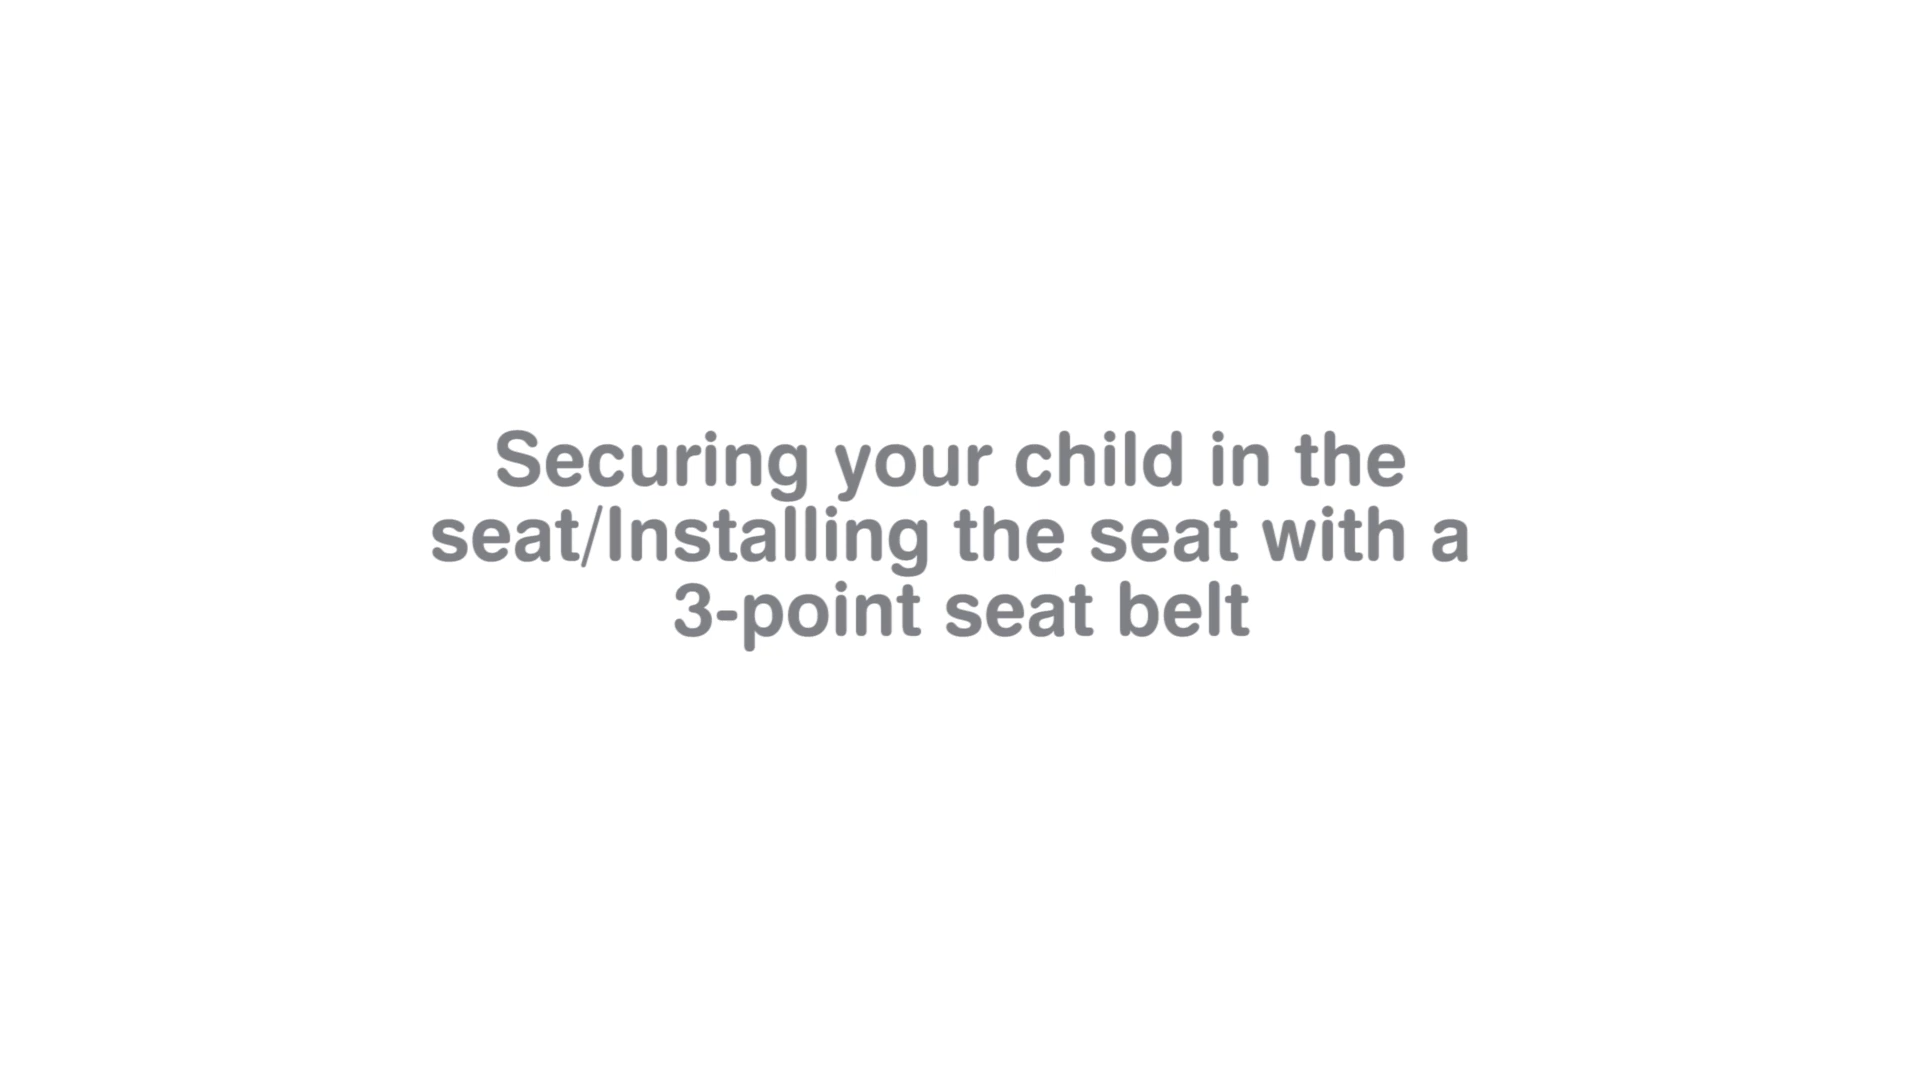 Securing your child in the
seat/Installing the seat with a
3-point seat belt